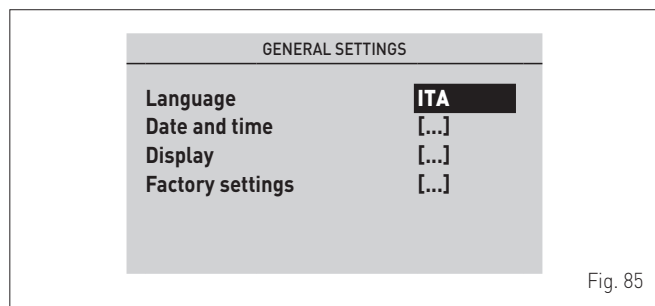 GENERAL SETTINGS
Language ITA
Date and time [...]
Display [...]
Factory settings [...]
Fig. 85